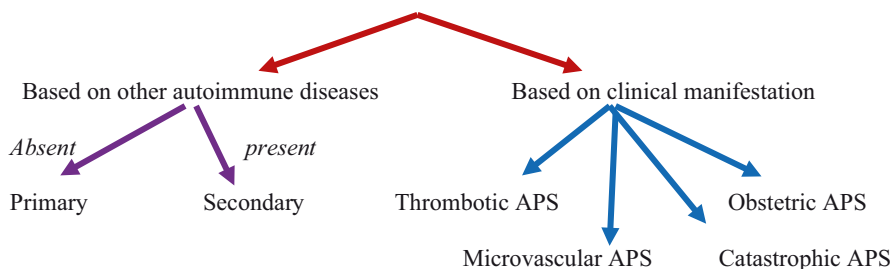 Based on other autoimmune diseases
Based on clinical manifestation
Absent
present
Primary
Secondary
Thrombotic APS
Obstetric APS
Microvascular APS
Catastrophic APS